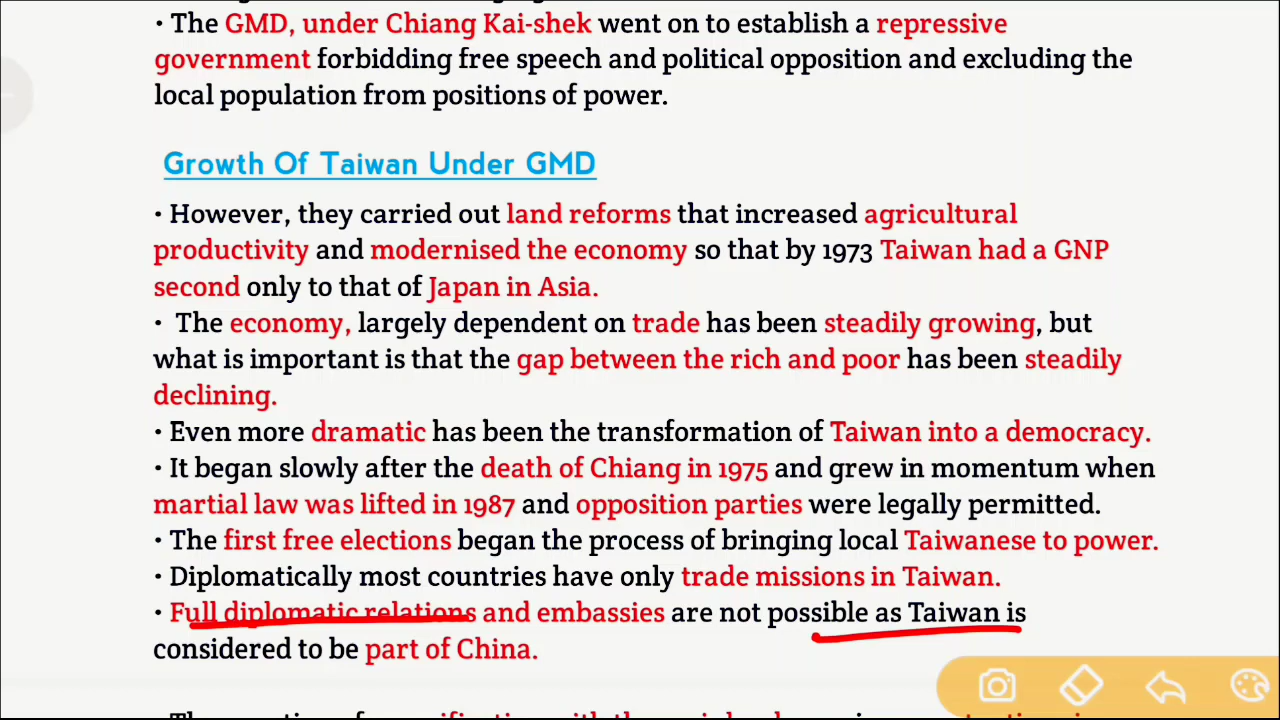 • The GMD, under Chiang Kai-shek went on to establish a repressive
government forbidding free speech and political opposition and excluding the
local population from positions of power.
Growth Of Taiwan Under GMD
• However, they carried out land reforms that increased agricultural
productivity and modernised the economy so that by 1973 Taiwan had a GNP
second only to that of Japan in Asia.
• The economy, largely dependent on trade has been steadily growing, but
what is important is that the gap between the rich and poor has been steadily
declining.
• Even more dramatic has been the transformation of Taiwan into a democracy.
• It began slowly after the death of Chiang in 1975 and grew in momentum when
martial law was lifted in 1987 and opposition parties were legally permitted.
• The first free elections began the process of bringing local Taiwanese to power.
• Diplomatically most countries have only trade missions in Taiwan.
• Full diplomatic relations and embassies are not possible as Taiwan is
considered to be part of China.